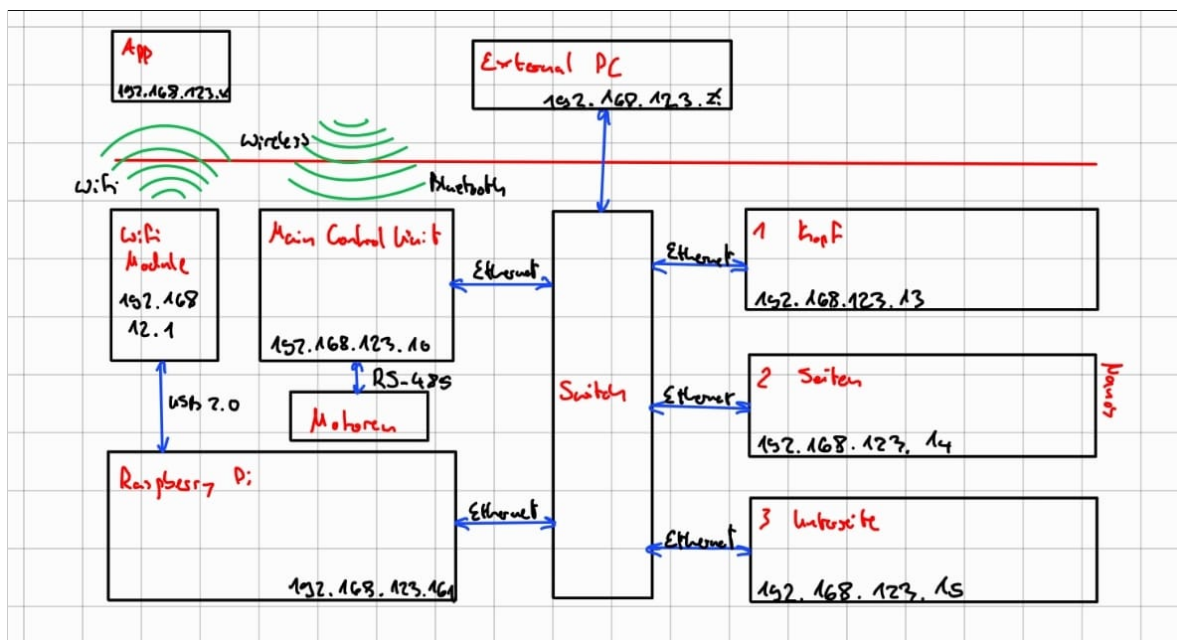 App
192.168.123.x
External PC
192.168.123.z
Wireless
Wifi
Bluetooth
Wifi
Module
192.168
12.1
Main Control Unit
192.168.123.10
Ethernet
Switch
Ethernet
1 Kopf
192.168.123.13
RS-485
Motoren
USB 2.0
Ethernet
2 Seiten
192.168.123.14
Nanos
Raspberry Pi
192.168.123.161
Ethernet
Ethernet
3 Unterseite
192.168.123.15